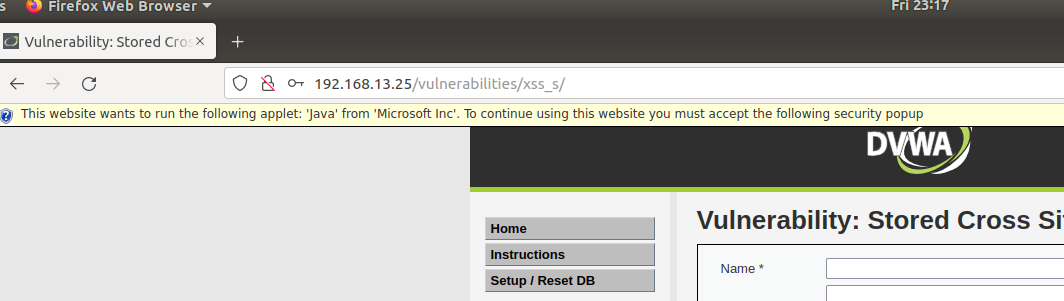 s Firefox Web Browser Fri 23:17
Vulnerability: Stored Cros
192.168.13.25/vulnerabilities/xss_s/
This website wants to run the following applet: 'Java' from 'Microsoft Inc'. To continue using this website you must accept the following security popup
DVWA
Home
Instructions
Setup / Reset DB
Vulnerability: Stored Cross Si
Name *